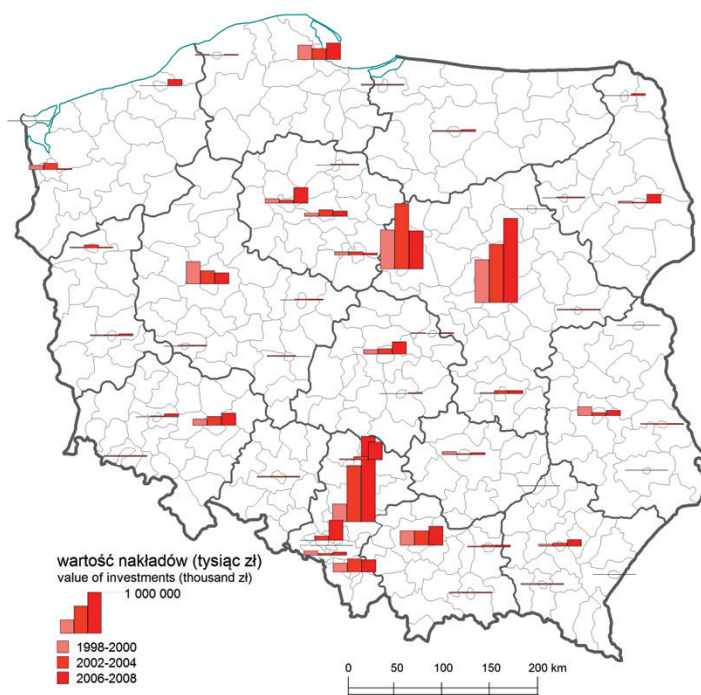 wartość nakładów (tysiąc zł)
value of investments (thousand zł)
1 000 000
1998-2000
2002-2004
2006-2008
0 50 100 150 200 km